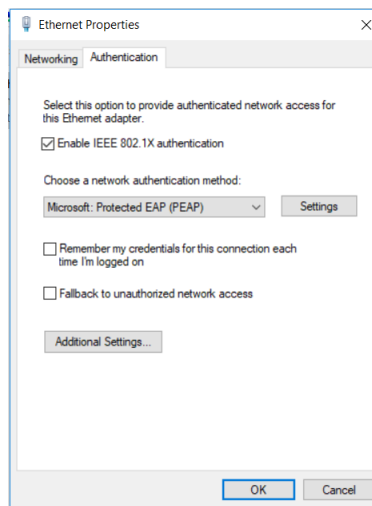 Ethernet Properties
Networking
Authentication
Select this option to provide authenticated network access for
this Ethernet adapter.
Enable IEEE 802.1X authentication
Choose a network authentication method:
Microsoft: Protected EAP (PEAP)
Settings
Remember my credentials for this connection each
time I'm logged on
Fallback to unauthorized network access
Additional Settings...
OK
Cancel